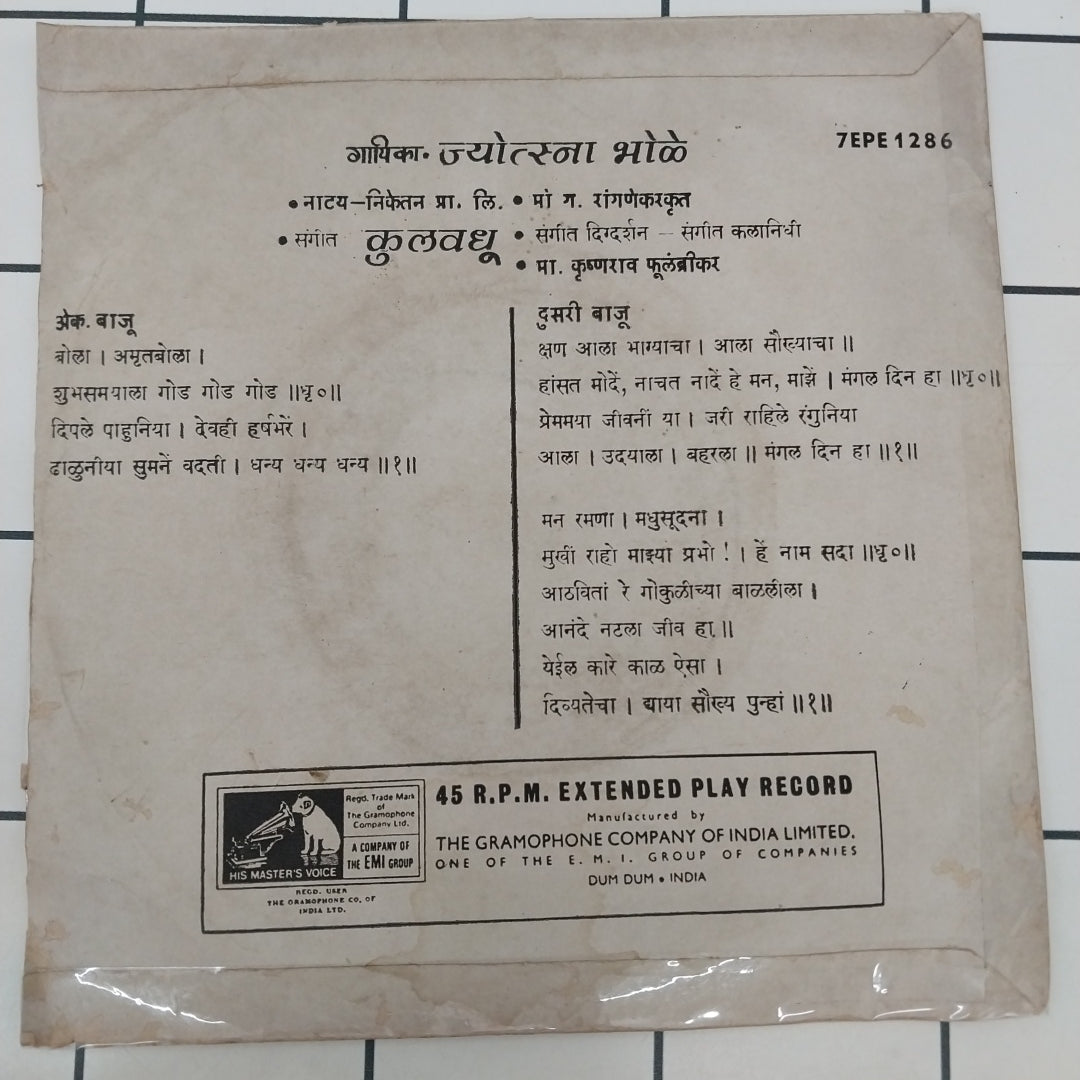 गायिका· ज्योत्स्ना भोळे
7EPE 1286
• नाटय–निकेतन प्रा. लि. • मो ग. रांगणेकरकृत
• संगीत कुलवधू • संगीत दिग्दर्शन – संगीत कलानिधी
• मा. कृष्णराव फूलंब्रीकर
अेक. बाजू
बोला । अमृतबोला ।
शुभसमयाला गोड गोड गोड ॥धृ०॥
दिपले पाहुनिया । देवही हर्षभरें ।
ढाळुनीया सुमनें वदती । धन्य धन्य धन्य ॥१॥
दुसरी बाजू
क्षण आला भाग्याचा । आला सौख्याचा ॥
हांसत मोदें, नाचत नादें हे मन, माझें । मंगल दिन हा ॥धृ०॥
प्रेममया जीवनीं या । जरी राहिले रंगुनिया
आला । उदयाला । बहरला ॥ मंगल दिन हा ॥१॥
मन रमणा । मधुसूदना ।
मुखीं राहो माझ्या प्रभो ! । हें नाम सदा ॥धृ०॥
आठवितां रे गोकुळीच्या बाळलीला ।
आनंदे नटला जीव हा ॥
येईल कारे काळ ऐसा ।
दिव्यतेचा । द्याया सौख्य पुन्हां ॥१॥
HIS MASTER'S VOICE
Regd. Trade Mark
of
The Gramophone
Company Ltd.
A COMPANY OF
THE EMI GROUP
REGD. USER
THE GRAMOPHONE CO. OF
INDIA LTD.
45 R.P.M. EXTENDED PLAY RECORD
Manufactured by
THE GRAMOPHONE COMPANY OF INDIA LIMITED.
ONE OF THE E. M. I. GROUP OF COMPANIES
DUM DUM • INDIA